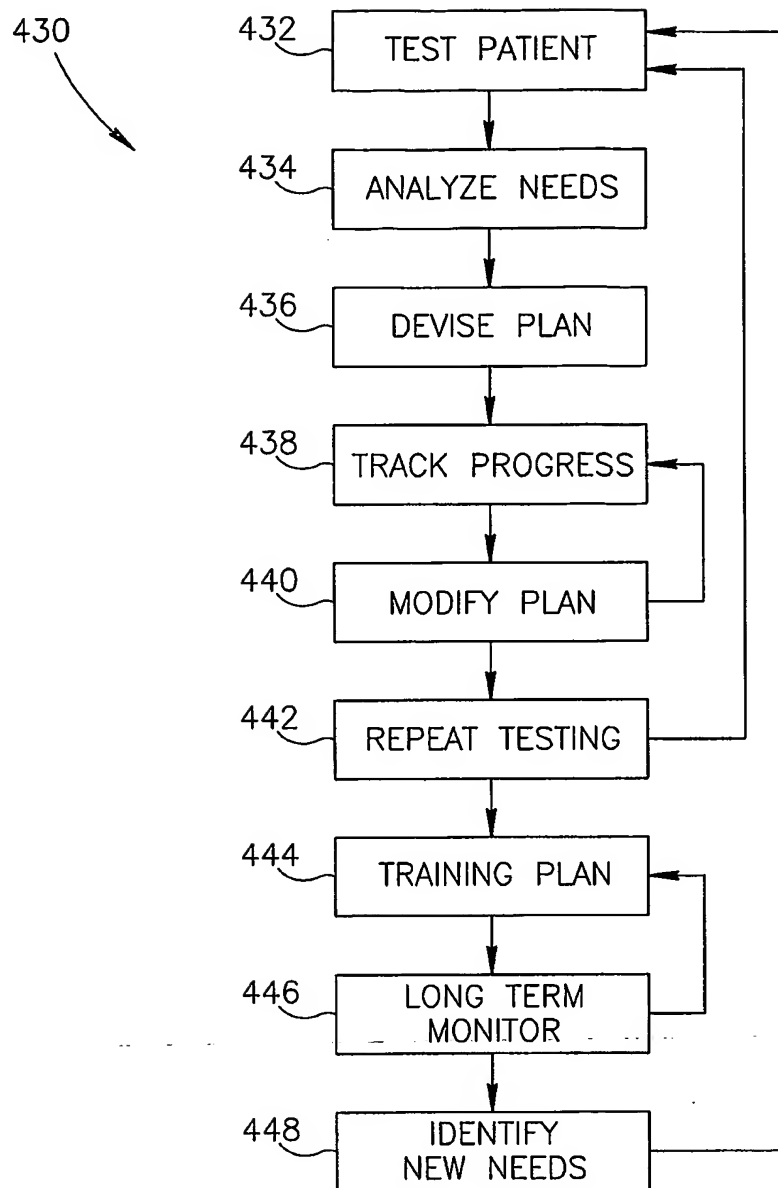 430
432
TEST PATIENT
434
ANALYZE NEEDS
436
DEVISE PLAN
438
TRACK PROGRESS
440
MODIFY PLAN
442
REPEAT TESTING
444
TRAINING PLAN
446
LONG TERM
MONITOR
448
IDENTIFY
NEW NEEDS